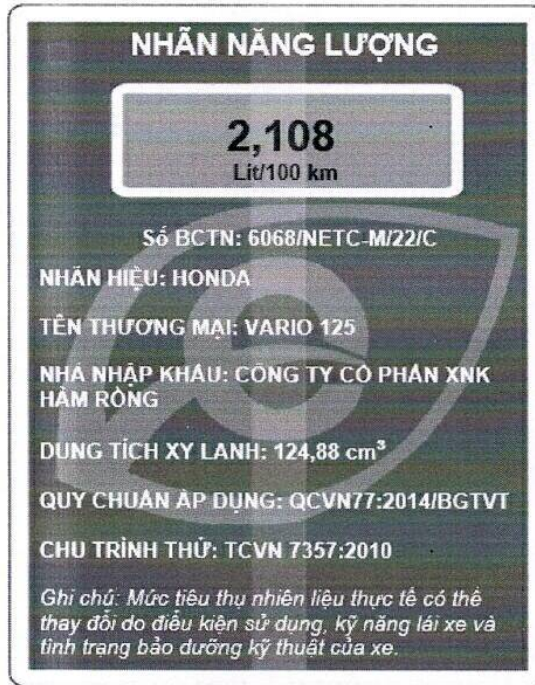 NHÃN NĂNG LƯỢNG
2,108
Lit/100 km
Số BCTN: 6068/NETC-M/22/C
NHÃN HIỆU: HONDA
TÊN THƯƠNG MẠI: VARIO 125
NHÀ NHẬP KHẨU: CÔNG TY CỔ PHẦN XNK
HÀM RỒNG
DUNG TÍCH XY LANH: 124,88 cm³
QUY CHUẨN ÁP DỤNG: QCVN77:2014/BGTVT
CHU TRÌNH THỬ: TCVN 7357:2010
Ghi chú: Mức tiêu thụ nhiên liệu thực tế có thể
thay đổi do điều kiện sử dụng, kỹ năng lái xe và
tình trạng bảo dưỡng kỹ thuật của xe.